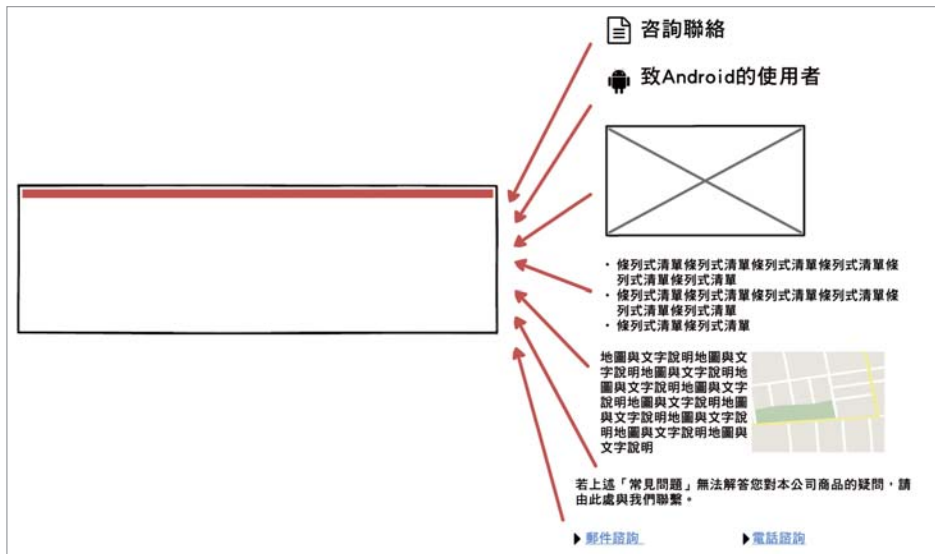 咨詢聯絡
致Android的使用者
・條列式清單條列式清單條列式清單條列式清單條
列式清單條列式清單
・條列式清單條列式清單條列式清單條列式清單條
列式清單條列式清單
・條列式清單條列式清單
地圖與文字說明地圖與文
字說明地圖與文字說明地
圖與文字說明地圖與文字
說明地圖與文字說明地圖
與文字說明地圖與文字說
明地圖與文字說明地圖與
文字說明
若上述「常見問題」無法解答您對本公司商品的疑問，請
由此處與我們聯繫。
▶ 郵件諮詢
▶電話諮詢